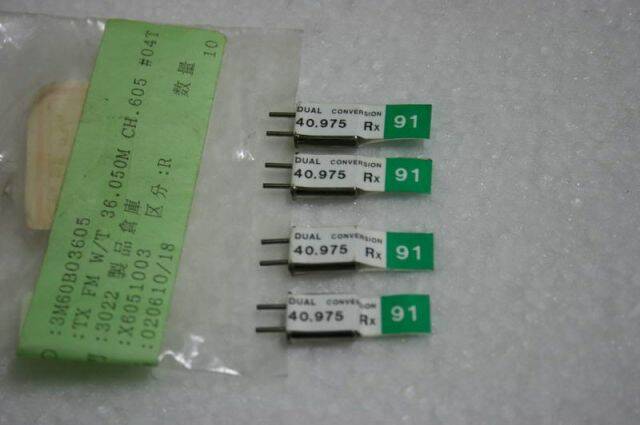 :3M60B03605
:TX FM W/T 36.050M CH.605 #04T
:3022 製品倉庫
:X6051003 区分:R 数量 10
:020610/18
DUAL CONVERSION
40.975 Rx 91
DUAL CONVERSION
40.975 Rx 91
DUAL CONVERSION
40.975 Rx 91
DUAL CONVERSION
40.975 Rx 91